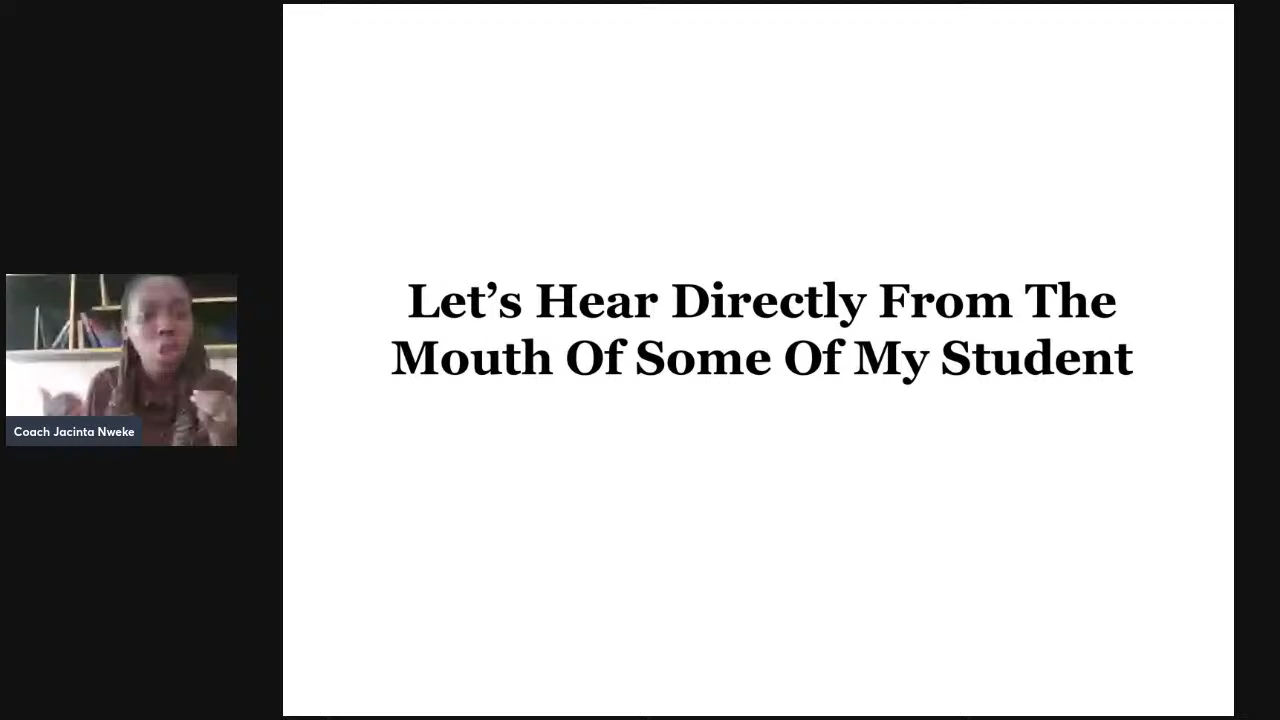 Let’s Hear Directly From The
Mouth Of Some Of My Student
Coach Jacinta Nweke